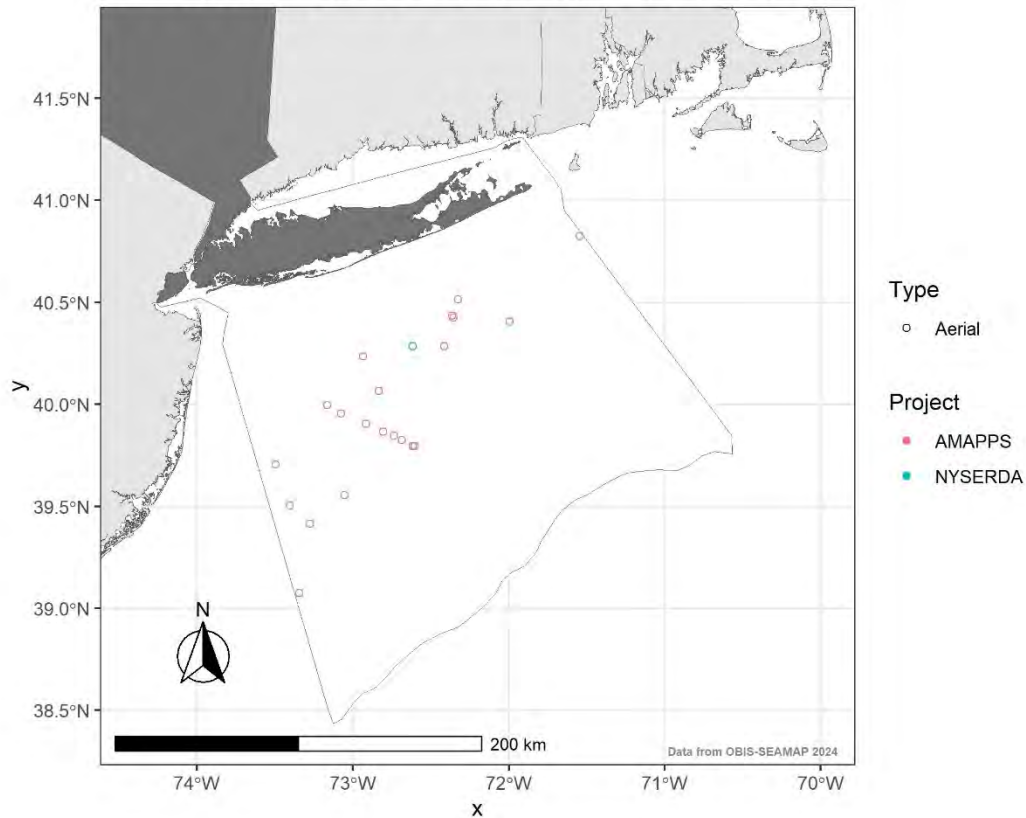 41.5°N
41.0°N
40.5°N
40.0°N
39.5°N
39.0°N
38.5°N
y
N
200 km
Data from OBIS-SEAMAP 2024
74°W
73°W
72°W
71°W
70°W
x
Type
Aerial
Project
AMAPPS
NYSERDA